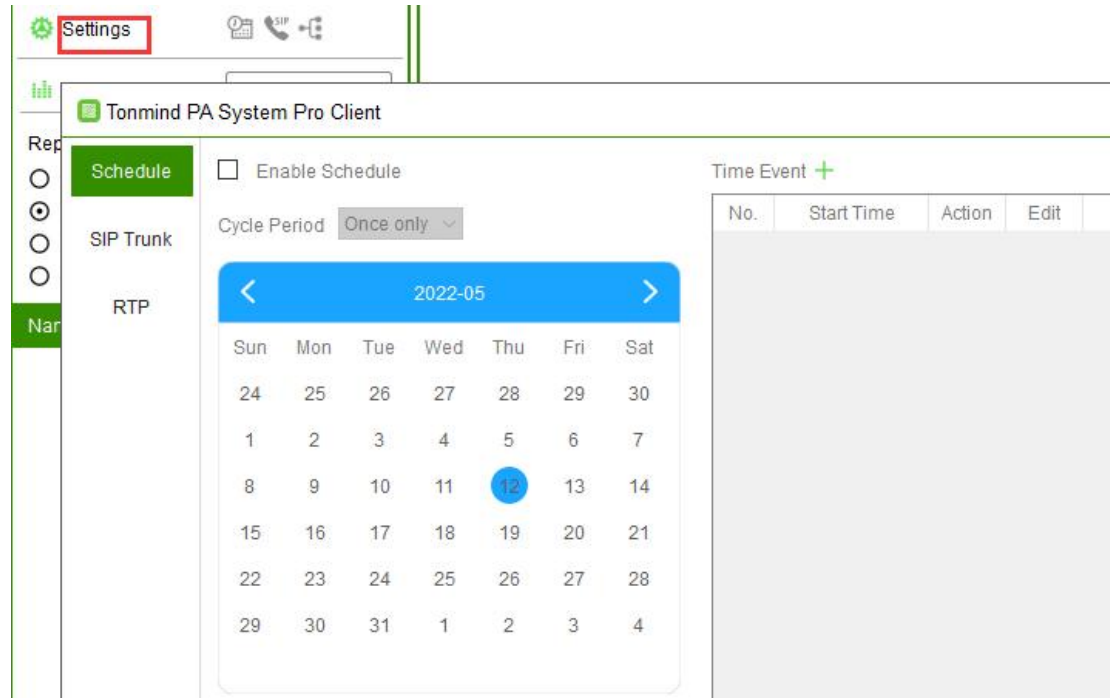 Settings
SIP
Tonmind PA System Pro Client
Rep
Schedule
Enable Schedule
Time Event +
Cycle Period Once only
No. Start Time Action Edit
SIP Trunk
2022-05
RTP
Nar
Sun Mon Tue Wed Thu Fri Sat
24 25 26 27 28 29 30
1 2 3 4 5 6 7
8 9 10 11 12 13 14
15 16 17 18 19 20 21
22 23 24 25 26 27 28
29 30 31 1 2 3 4